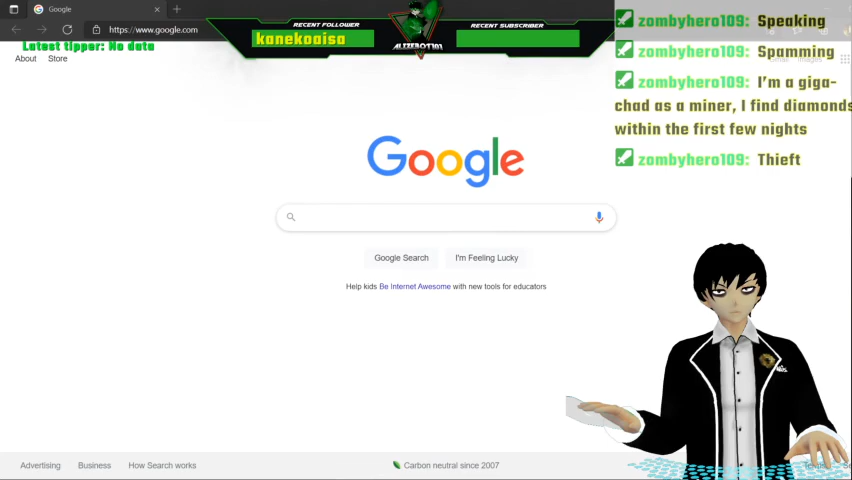 Google
https://www.google.com
Latest tipper: No data
RECENT FOLLOWER
kanekoaisa
ALIZEBOT101
RECENT SUBSCRIBER
About
Store
Images
zombyhero109: Speaking
zombyhero109: Spamming
zombyhero109: I'm a giga-
chad as a miner, I find diamonds
within the first few nights
zombyhero109: Thieft
Google
Google Search
I'm Feeling Lucky
Help kids Be Internet Awesome with new tools for educators
Advertising
Business
How Search works
Carbon neutral since 2007